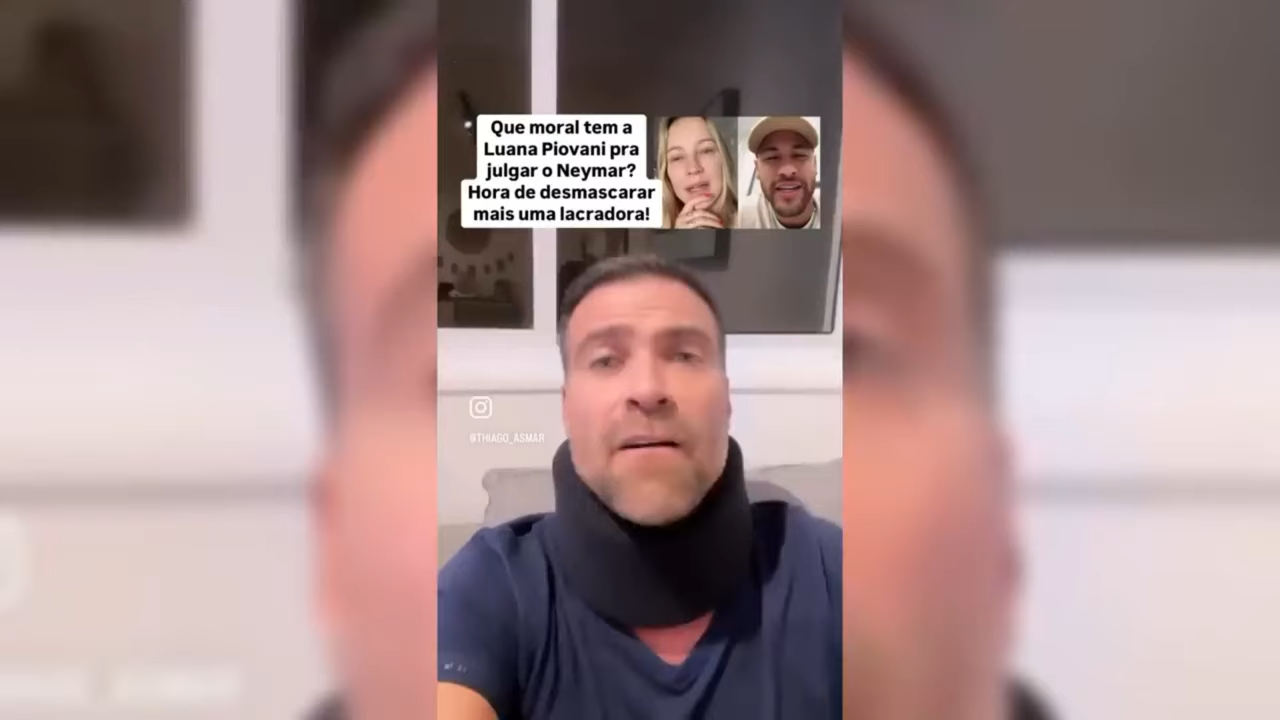 Que moral tem a
Luana Piovani pra
julgar o Neymar?
Hora de desmascarar
mais uma lacradora!
@THIAGO_ASMAR